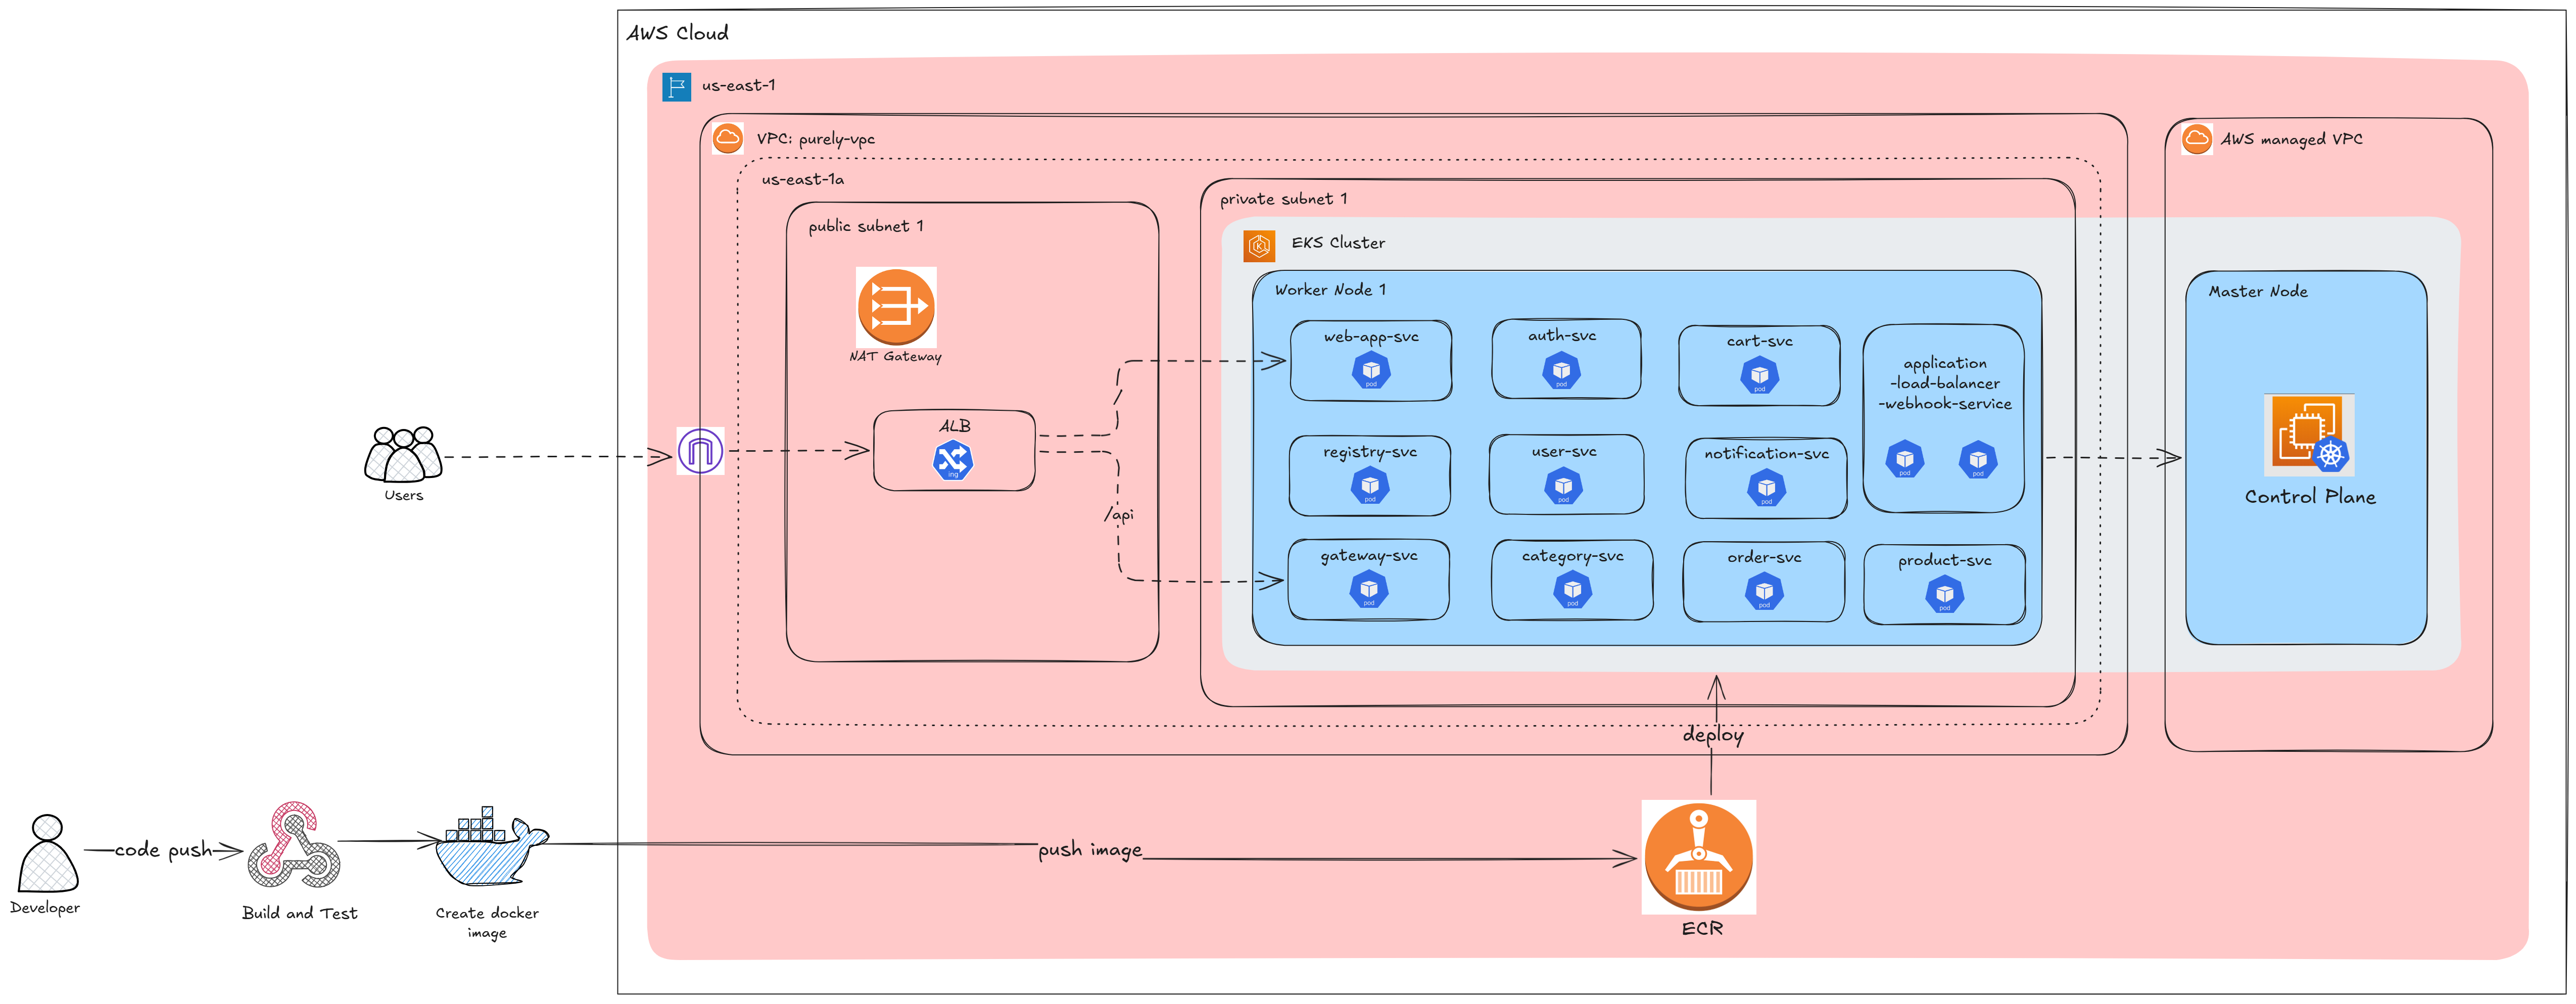 AWS Cloud
us-east-1
VPC: purely-vpc
AWS managed VPC
us-east-1a
public subnet 1
private subnet 1
EKS Cluster
NAT Gateway
ALB
ing
/api
Worker Node 1
web-app-svc
pod
auth-svc
pod
cart-svc
pod
application
-load-balancer
-webhook-service
pod
pod
registry-svc
pod
user-svc
pod
notification-svc
pod
gateway-svc
pod
category-svc
pod
order-svc
pod
product-svc
pod
Master Node
Control Plane
Users
deploy
Developer
code push
Build and Test
Create docker
image
push image
ECR